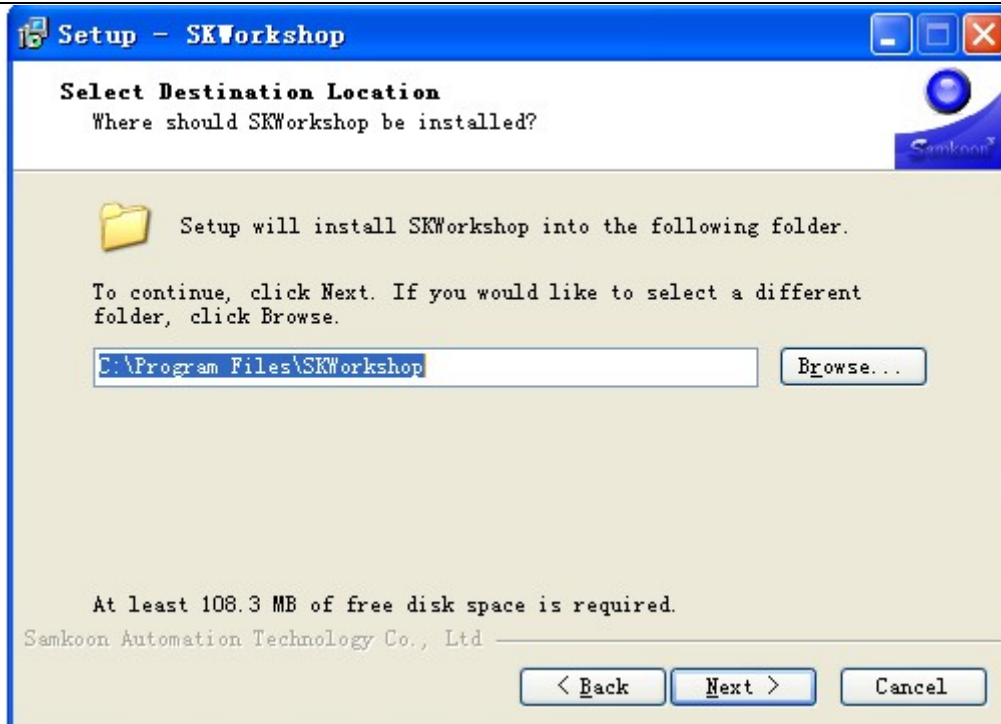 Setup - SKWorkshop
Select Destination Location
Where should SKWorkshop be installed?
Samkoon
Setup will install SKWorkshop into the following folder.
To continue, click Next. If you would like to select a different
folder, click Browse.
C:\Program Files\SKWorkshop
Browse...
At least 108.3 MB of free disk space is required.
Samkoon Automation Technology Co., Ltd
< Back
Next >
Cancel